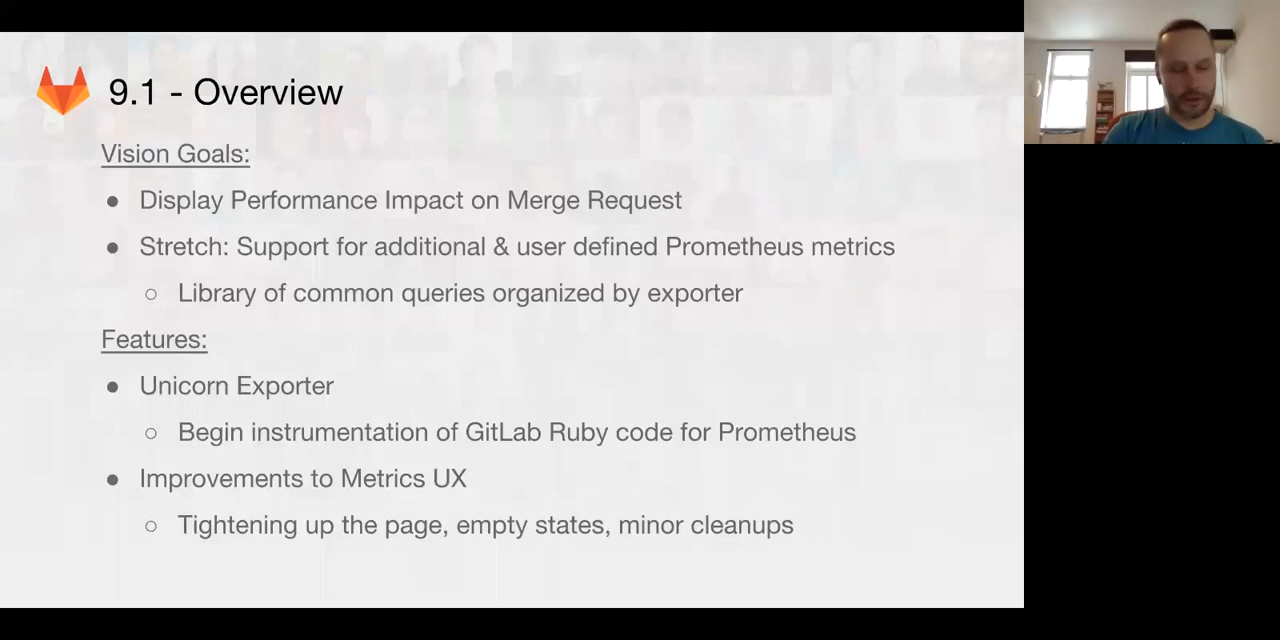 9.1 - Overview
Vision Goals:
● Display Performance Impact on Merge Request
● Stretch: Support for additional & user defined Prometheus metrics
○ Library of common queries organized by exporter
Features:
● Unicorn Exporter
○ Begin instrumentation of GitLab Ruby code for Prometheus
● Improvements to Metrics UX
○ Tightening up the page, empty states, minor cleanups